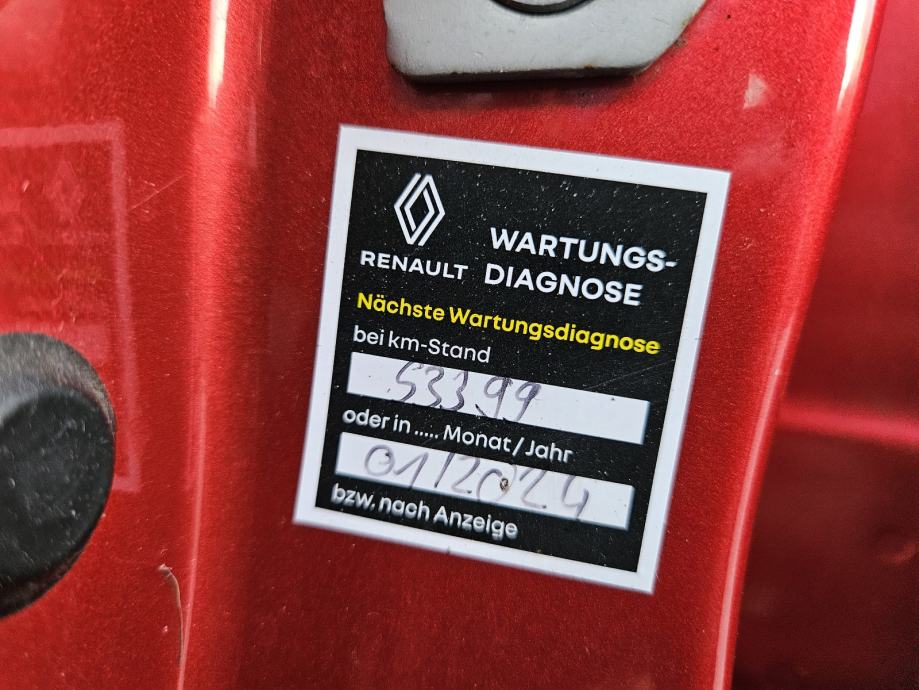 WARTUNGS-
RENAULT DIAGNOSE
Nächste Wartungsdiagnose
bei km-Stand
53399
oder in ..... Monat/Jahr
01/2024
bzw. nach Anzeige